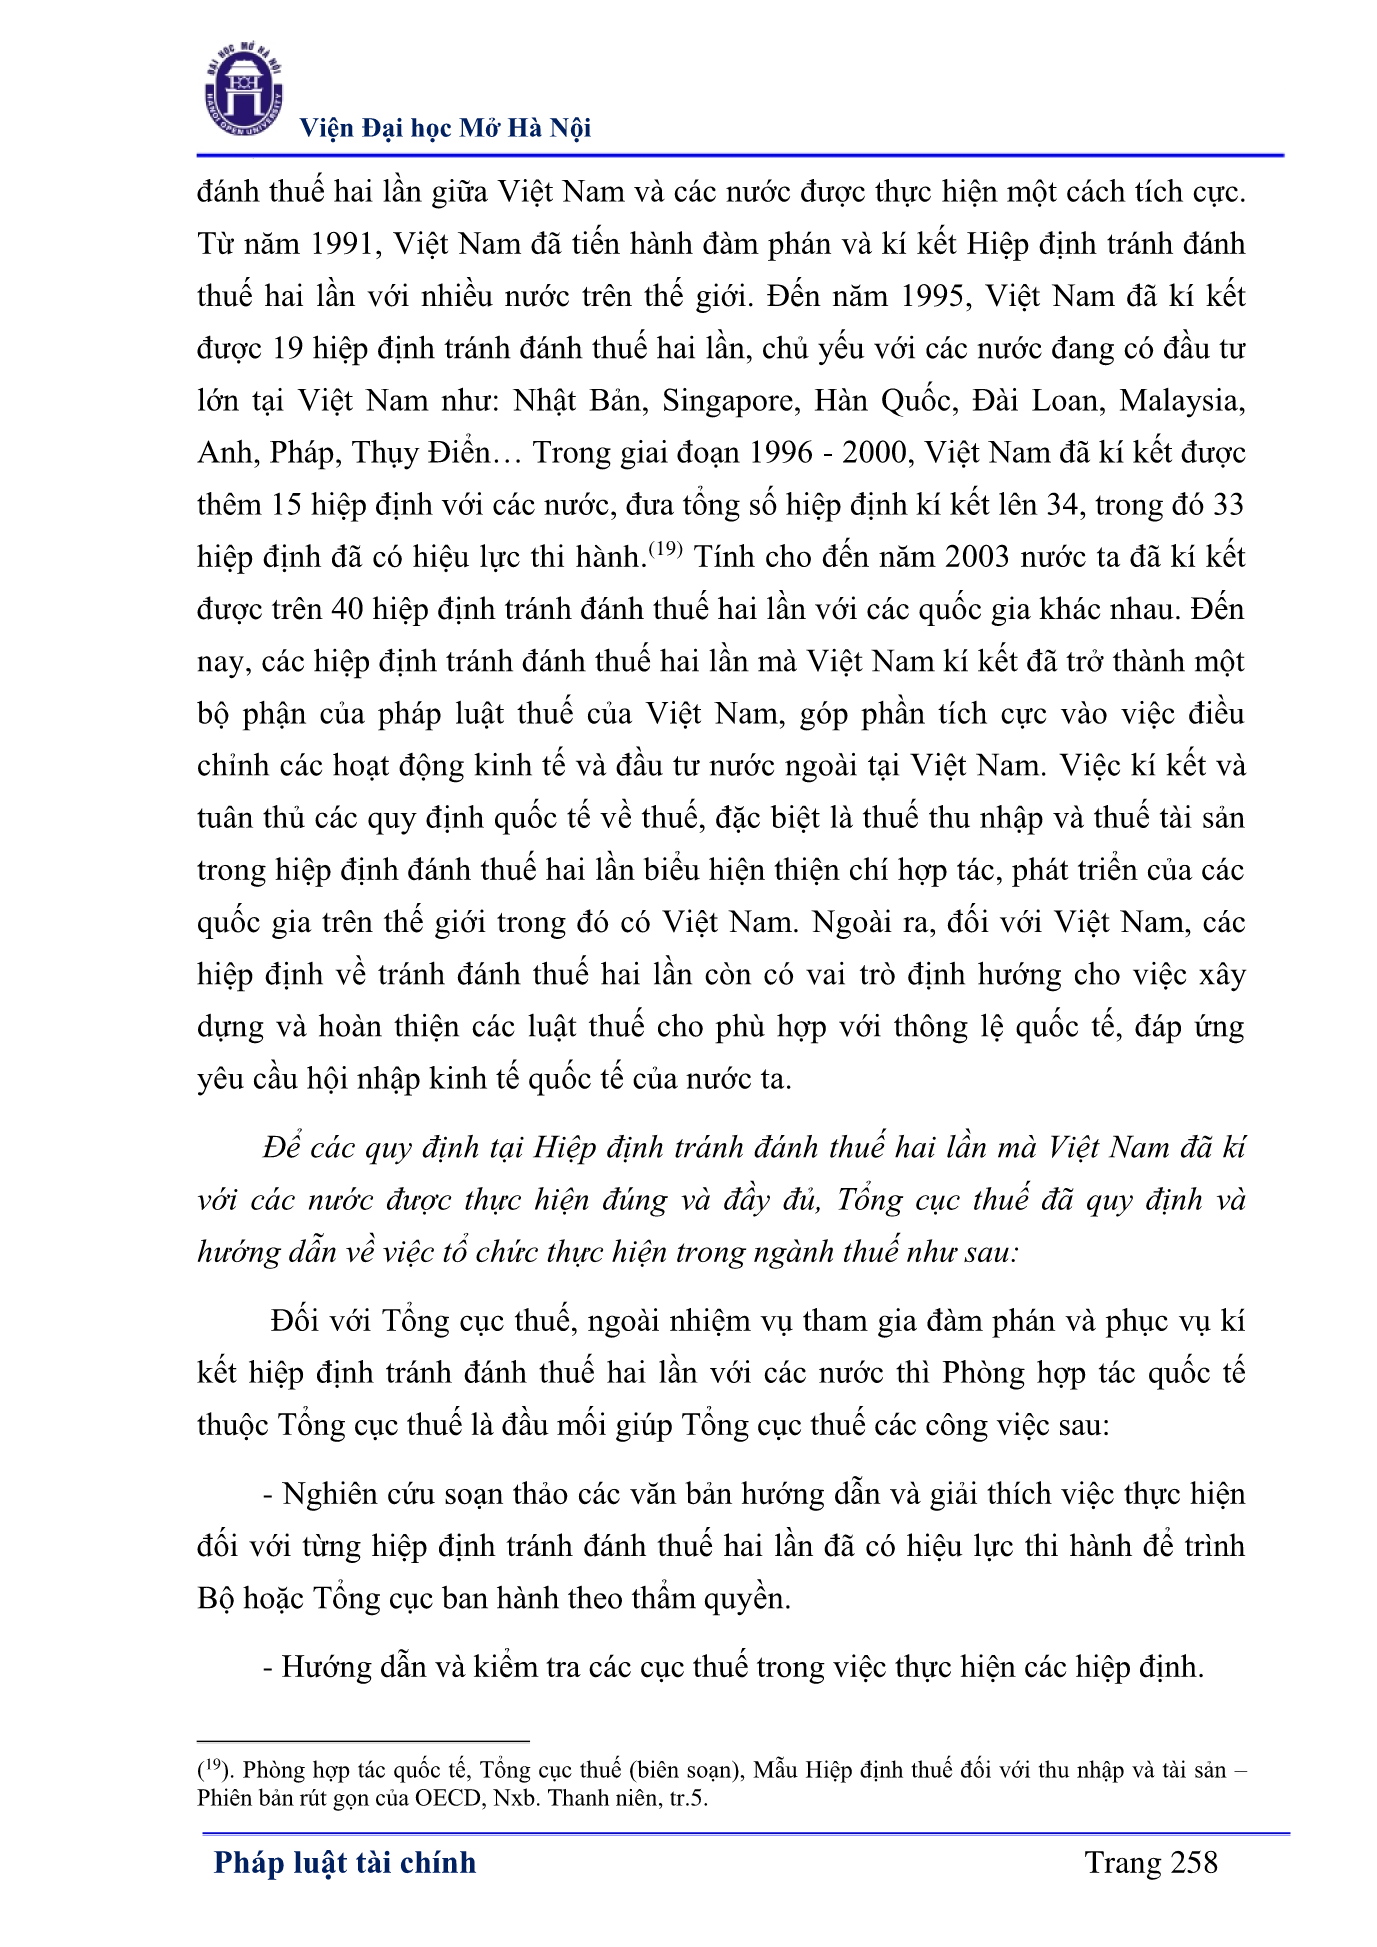 ĐẠI HỌC MỞ HÀ NỘI
HANOI OPEN UNIVERSITY
Viện Đại học Mở Hà Nội
đánh thuế hai lần giữa Việt Nam và các nước được thực hiện một cách tích cực.
Từ năm 1991, Việt Nam đã tiến hành đàm phán và kí kết Hiệp định tránh đánh
thuế hai lần với nhiều nước trên thế giới. Đến năm 1995, Việt Nam đã kí kết
được 19 hiệp định tránh đánh thuế hai lần, chủ yếu với các nước đang có đầu tư
lớn tại Việt Nam như: Nhật Bản, Singapore, Hàn Quốc, Đài Loan, Malaysia,
Anh, Pháp, Thụy Điển… Trong giai đoạn 1996 - 2000, Việt Nam đã kí kết được
thêm 15 hiệp định với các nước, đưa tổng số hiệp định kí kết lên 34, trong đó 33
hiệp định đã có hiệu lực thi hành.(19) Tính cho đến năm 2003 nước ta đã kí kết
được trên 40 hiệp định tránh đánh thuế hai lần với các quốc gia khác nhau. Đến
nay, các hiệp định tránh đánh thuế hai lần mà Việt Nam kí kết đã trở thành một
bộ phận của pháp luật thuế của Việt Nam, góp phần tích cực vào việc điều
chỉnh các hoạt động kinh tế và đầu tư nước ngoài tại Việt Nam. Việc kí kết và
tuân thủ các quy định quốc tế về thuế, đặc biệt là thuế thu nhập và thuế tài sản
trong hiệp định đánh thuế hai lần biểu hiện thiện chí hợp tác, phát triển của các
quốc gia trên thế giới trong đó có Việt Nam. Ngoài ra, đối với Việt Nam, các
hiệp định về tránh đánh thuế hai lần còn có vai trò định hướng cho việc xây
dựng và hoàn thiện các luật thuế cho phù hợp với thông lệ quốc tế, đáp ứng
yêu cầu hội nhập kinh tế quốc tế của nước ta.
Để các quy định tại Hiệp định tránh đánh thuế hai lần mà Việt Nam đã kí
với các nước được thực hiện đúng và đầy đủ, Tổng cục thuế đã quy định và
hướng dẫn về việc tổ chức thực hiện trong ngành thuế như sau:
Đối với Tổng cục thuế, ngoài nhiệm vụ tham gia đàm phán và phục vụ kí
kết hiệp định tránh đánh thuế hai lần với các nước thì Phòng hợp tác quốc tế
thuộc Tổng cục thuế là đầu mối giúp Tổng cục thuế các công việc sau:
- Nghiên cứu soạn thảo các văn bản hướng dẫn và giải thích việc thực hiện
đối với từng hiệp định tránh đánh thuế hai lần đã có hiệu lực thi hành để trình
Bộ hoặc Tổng cục ban hành theo thẩm quyền.
- Hướng dẫn và kiểm tra các cục thuế trong việc thực hiện các hiệp định.
(19). Phòng hợp tác quốc tế, Tổng cục thuế (biên soạn), Mẫu Hiệp định thuế đối với thu nhập và tài sản –
Phiên bản rút gọn của OECD, Nxb. Thanh niên, tr.5.
Pháp luật tài chính Trang 258